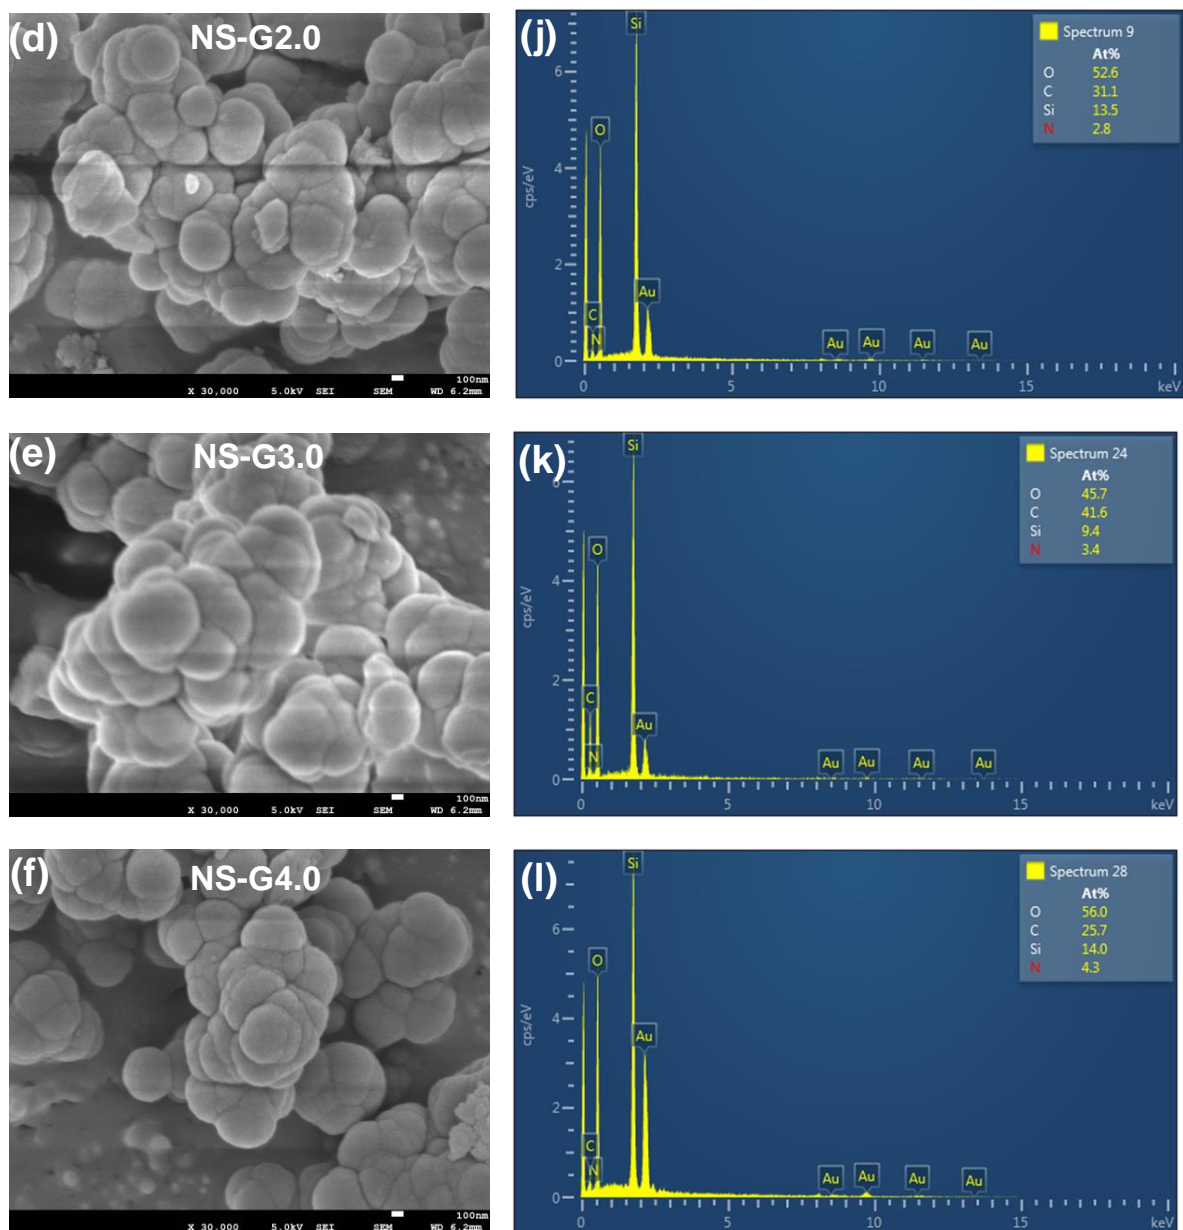 (d) NS-G2.0
X 30,000 5.0kV SEI SEM WD 6.2mm
100nm
(j)
cps/eV
6
4
2
0
0 5 10 15 keV
Si
O
C
N
Au
Au Au Au Au
Spectrum 9
At%
O 52.6
C 31.1
Si 13.5
N 2.8
(e) NS-G3.0
X 30,000 5.0kV SEI SEM WD 6.2mm
100nm
(k)
cps/eV
6
4
2
0
0 5 10 15 keV
Si
O
C
N
Au
Au Au Au Au
Spectrum 24
At%
O 45.7
C 41.6
Si 9.4
N 3.4
(f) NS-G4.0
X 30,000 5.0kV SEI SEM WD 6.2mm
100nm
(l)
cps/eV
6
4
2
0
0 5 10 15 keV
Si
O
C
N
Au
Au Au Au Au
Spectrum 28
At%
O 56.0
C 25.7
Si 14.0
N 4.3